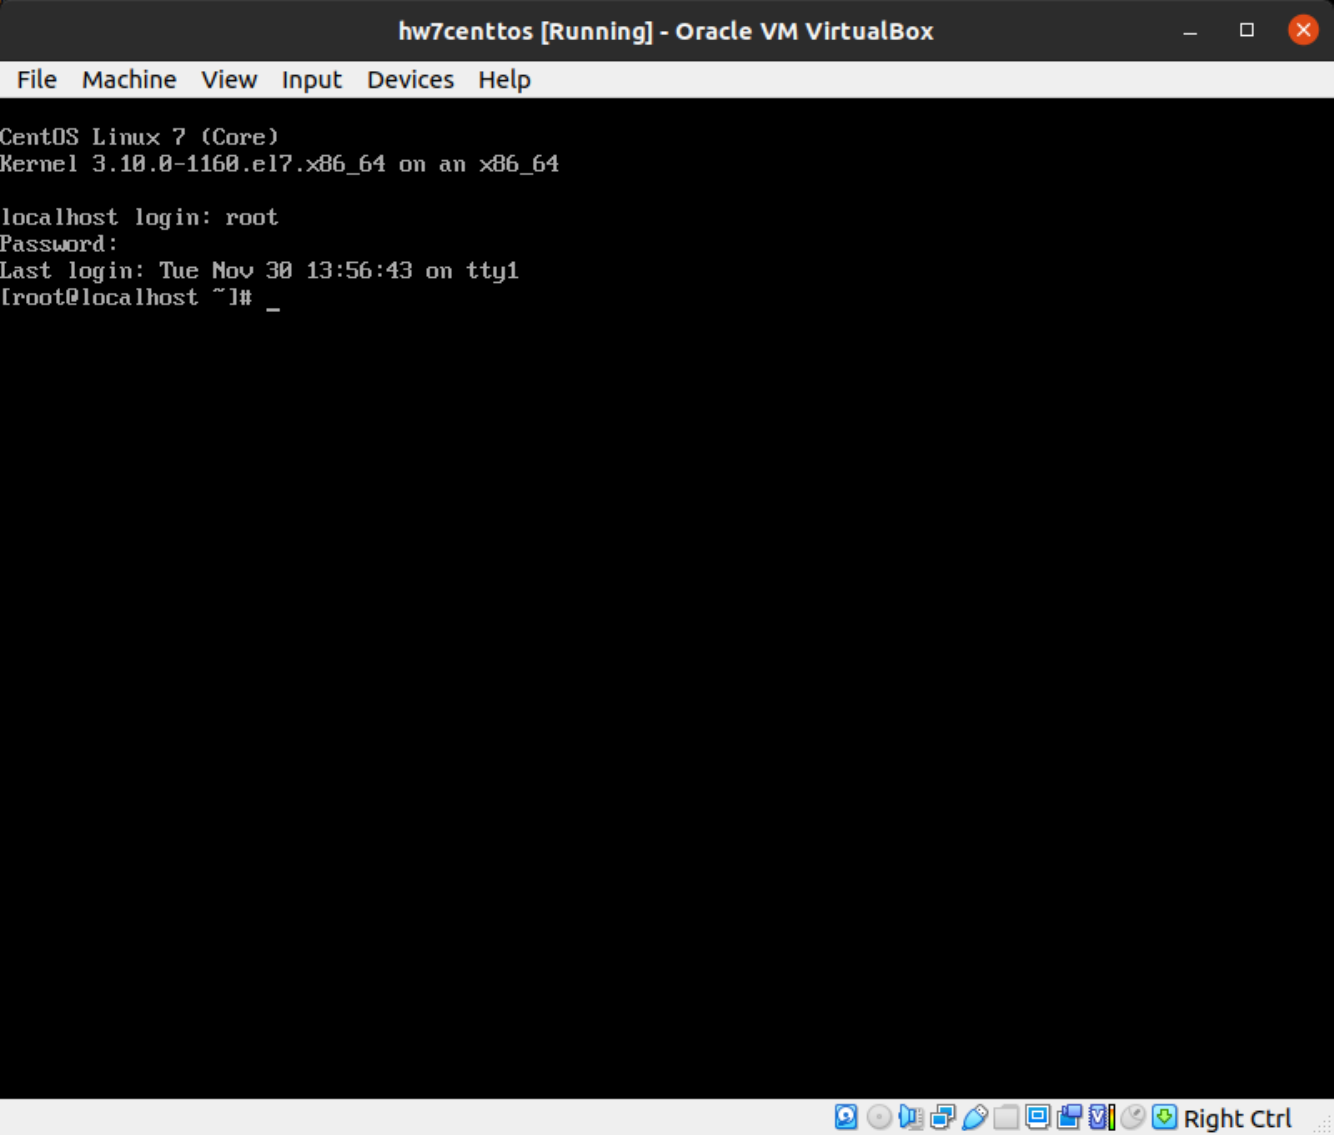 hw7centtos [Running] - Oracle VM VirtualBox
File Machine View Input Devices Help
CentOS Linux 7 (Core)
Kernel 3.10.0-1160.el7.x86_64 on an x86_64
localhost login: root
Password:
Last login: Tue Nov 30 13:56:43 on tty1
[root@localhost ~]# _
Right Ctrl